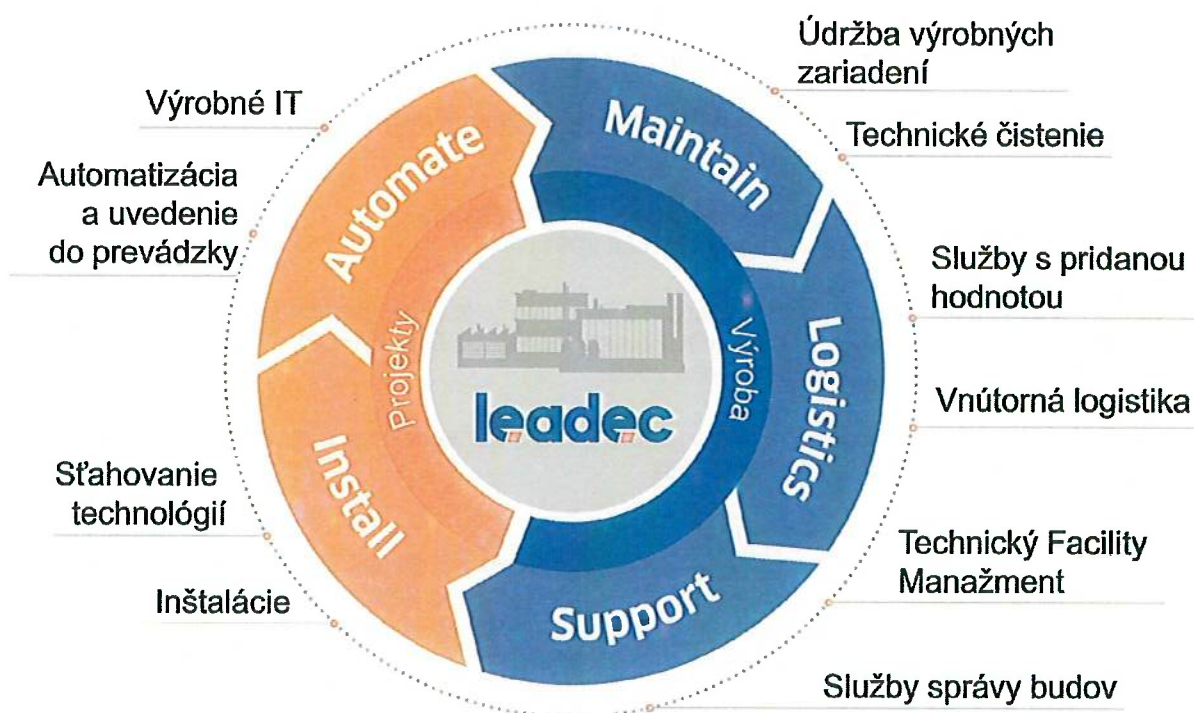 Údržba výrobných
zariadení
Výrobné IT
Technické čistenie
Automatizácia
a uvedenie
do prevádzky
Služby s pridanou
hodnotou
Vnútorná logistika
Sťahovanie
technológií
Technický Facility
Manažment
Inštalácie
Služby správy budov
Automate
Maintain
Logistics
Support
Install
Projekty
Výroba
leadec